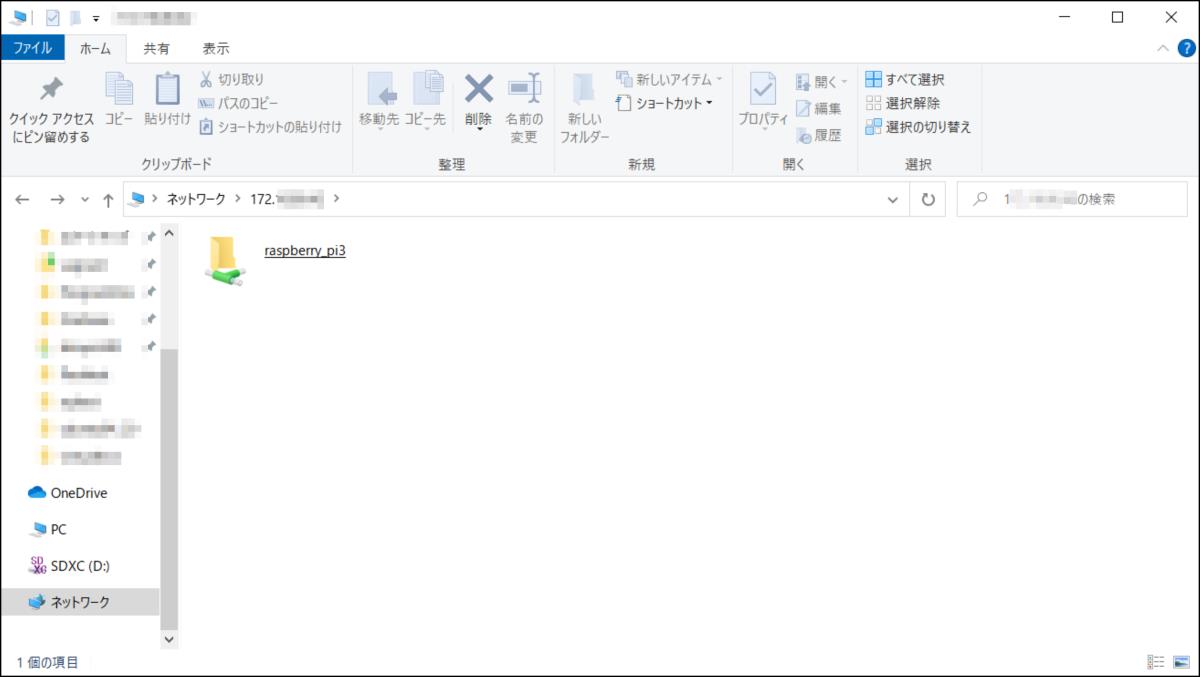 ファイル
ホーム
共有
表示
?
クイック アクセス
にピン留めする
コピー
貼り付け
切り取り
パスのコピー
ショートカットの貼り付け
クリップボード
移動先
コピー先
削除
名前の
変更
整理
新しい
フォルダー
新しいアイテム
ショートカット
新規
プロパティ
開く
編集
履歴
開く
すべて選択
選択解除
選択の切り替え
選択
ネットワーク
172.
の検索
raspberry_pi3
OneDrive
PC
SDXC (D:)
ネットワーク
1 個の項目